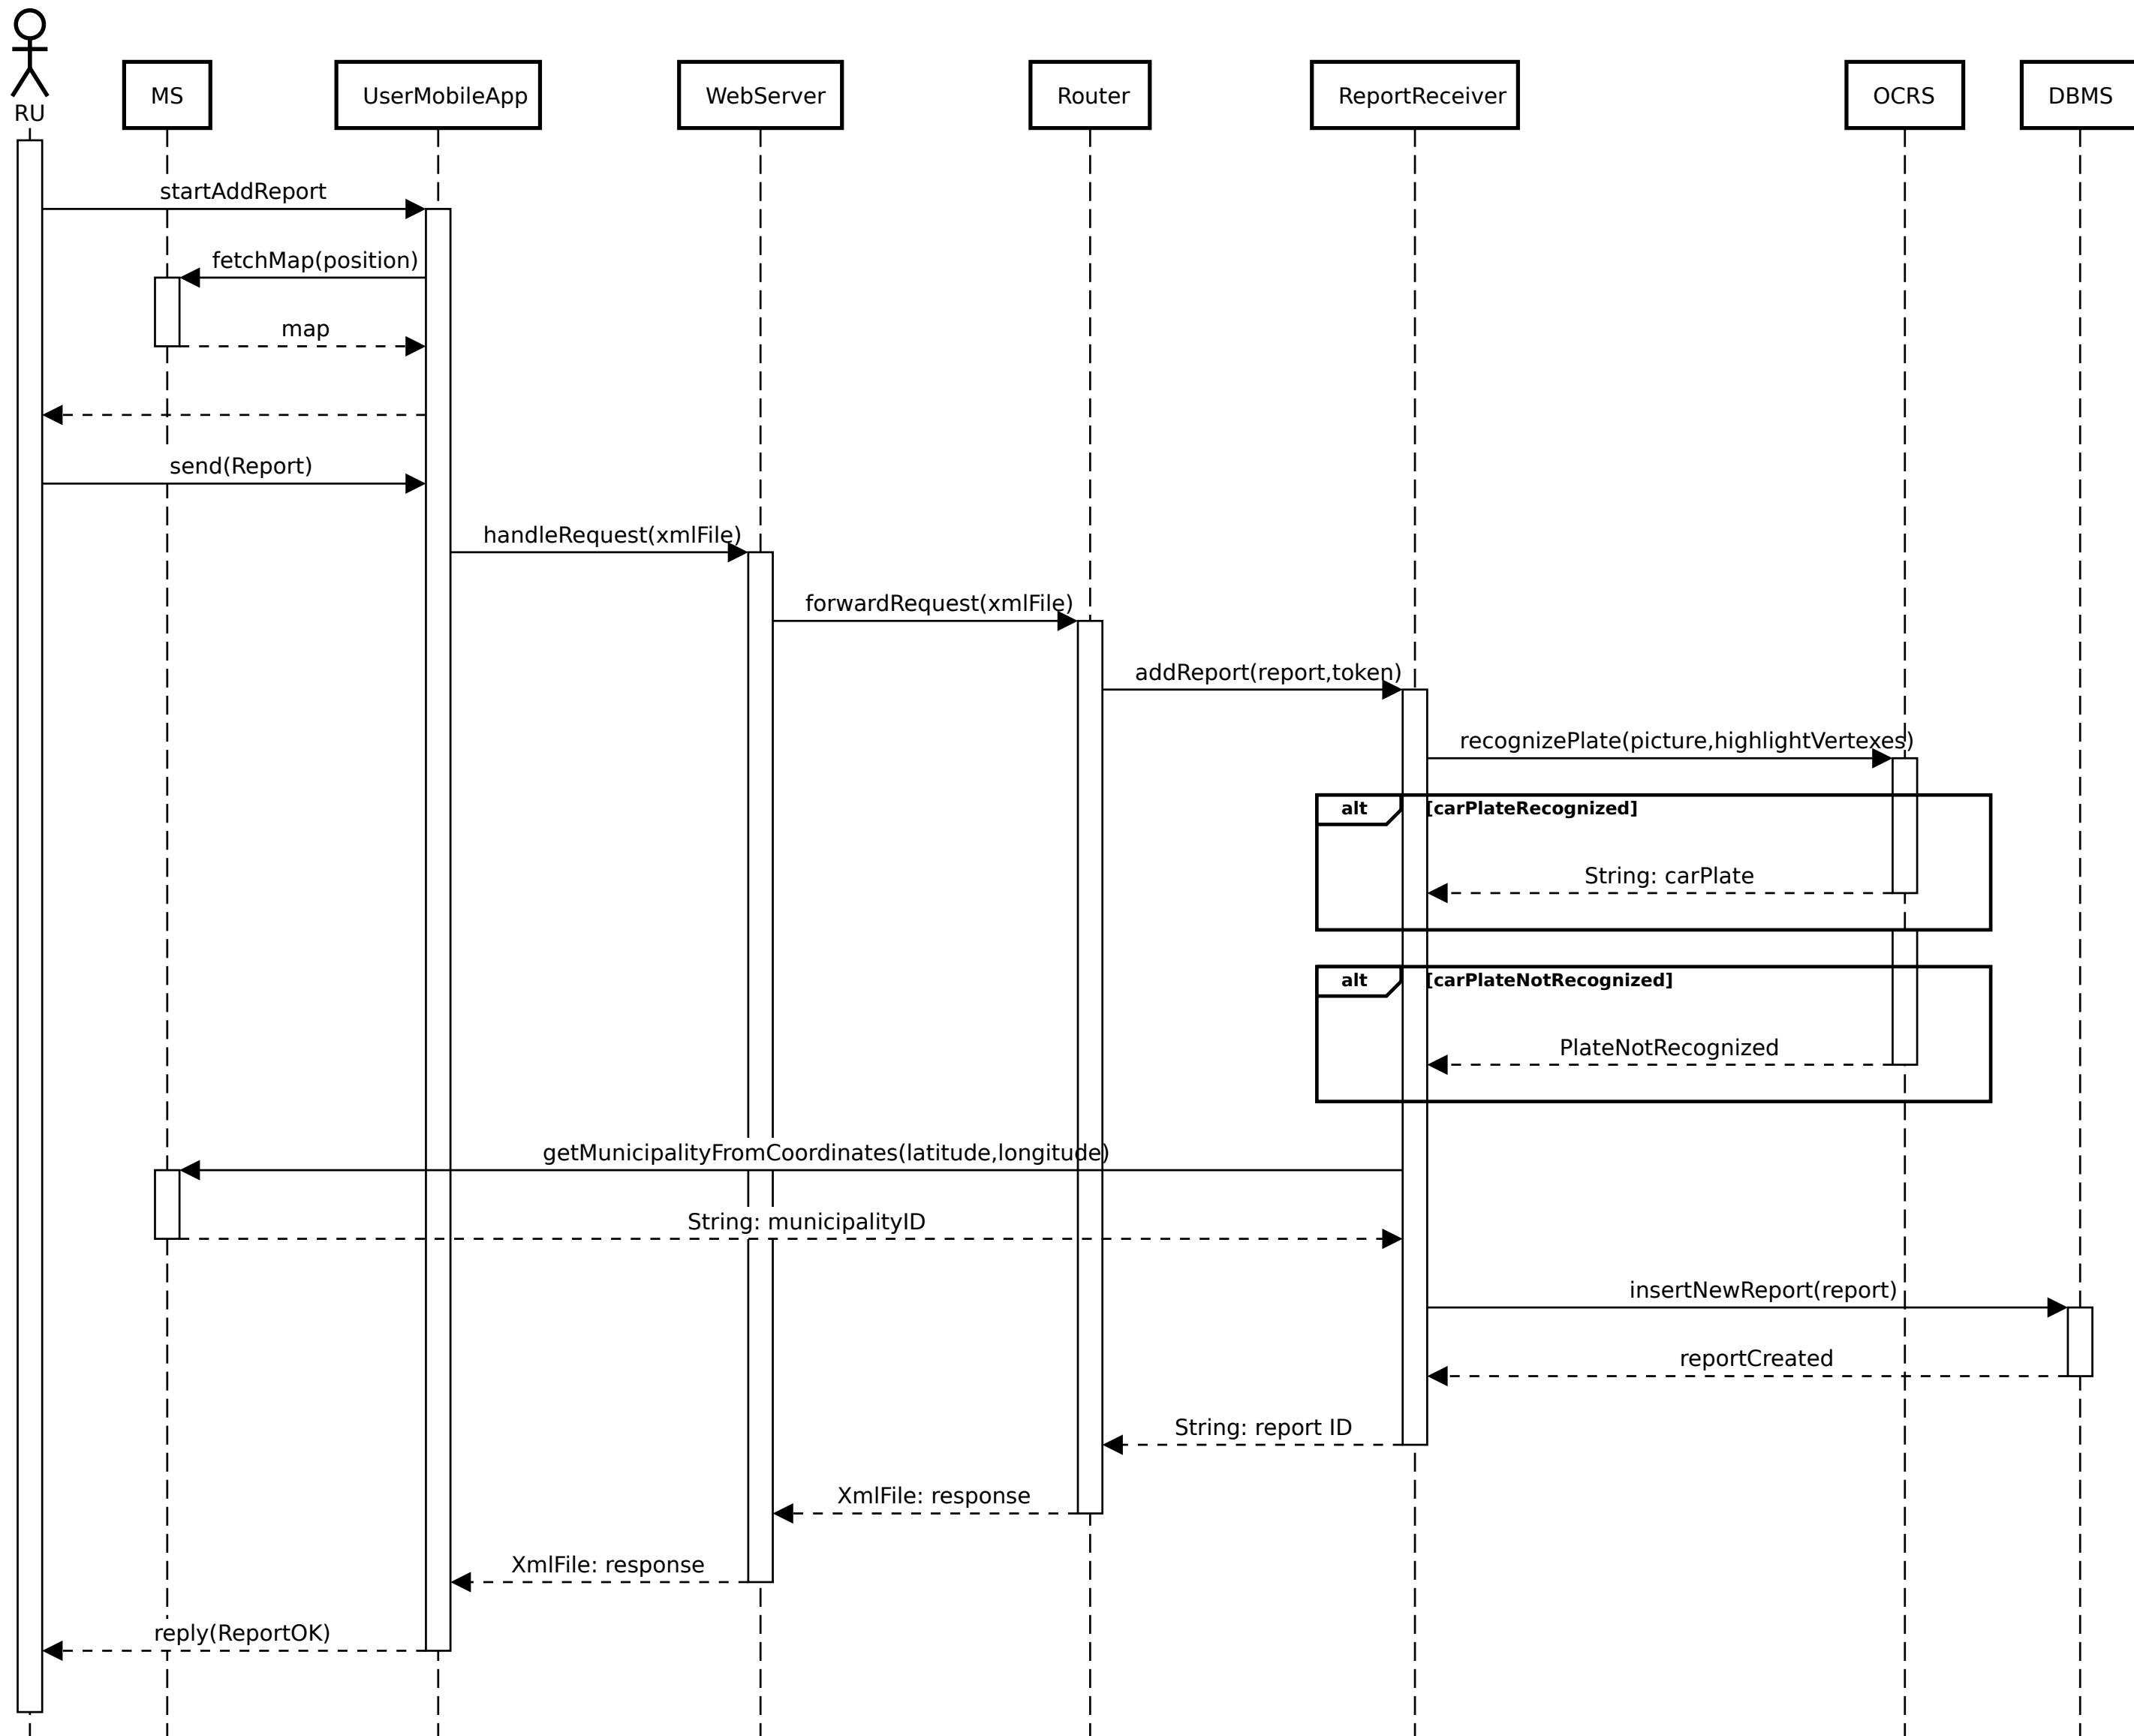 RU
MS
UserMobileApp
WebServer
Router
ReportReceiver
OCRS
DBMS
startAddReport
fetchMap(position)
map
send(Report)
handleRequest(xmlFile)
forwardRequest(xmlFile)
addReport(report,token)
recognizePlate(picture,highlightVertexes)
alt [carPlateRecognized]
String: carPlate
alt [carPlateNotRecognized]
PlateNotRecognized
getMunicipalityFromCoordinates(latitude,longitude)
String: municipalityID
insertNewReport(report)
reportCreated
String: report ID
XmlFile: response
XmlFile: response
reply(ReportOK)